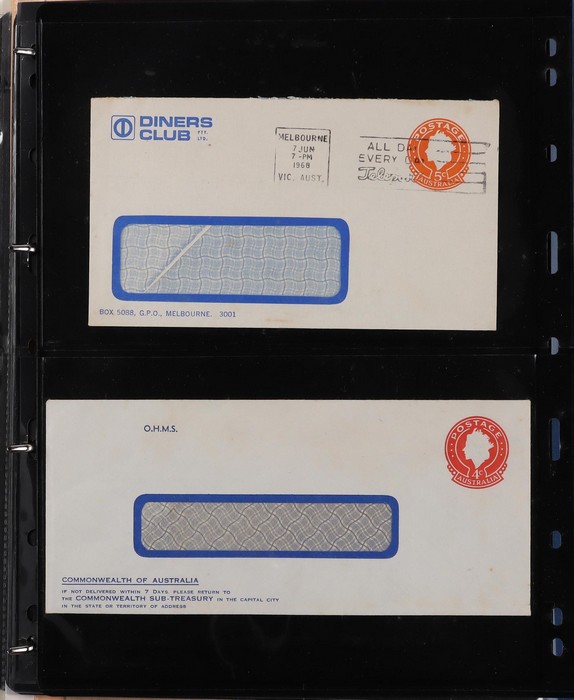 DINERS
CLUB PTY. LTD.
MELBOURNE
7 JUN
7-PM
1968
VIC. AUST.
ALL DA
EVERY
POSTAGE
5c
AUSTRALIA
BOX 5088, G.P.O., MELBOURNE. 3001
O.H.M.S.
POSTAGE
4c
AUSTRALIA
COMMONWEALTH OF AUSTRALIA
IF NOT DELIVERED WITHIN 7 DAYS, PLEASE RETURN TO
THE COMMONWEALTH SUB-TREASURY IN THE CAPITAL CITY
IN THE STATE OR TERRITORY OF ADDRESS